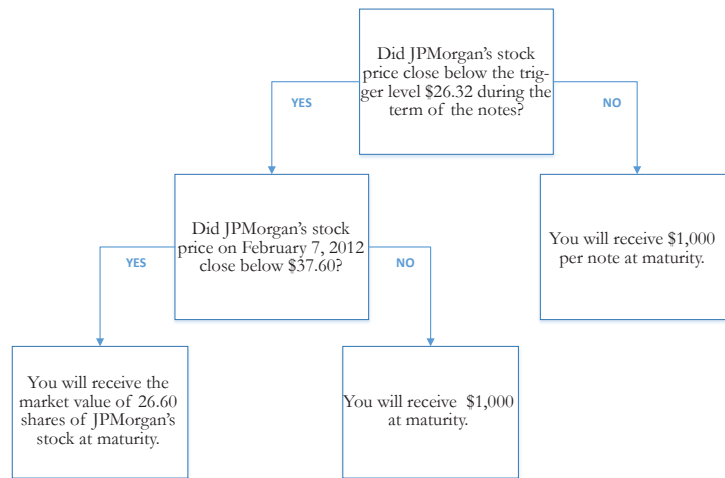 Did JPMorgan's stock
price close below the trig-
ger level $26.32 during the
term of the notes?
YES
NO
Did JPMorgan's stock
price on February 7, 2012
close below $37.60?
You will receive $1,000
per note at maturity.
YES
NO
You will receive the
market value of 26.60
shares of JPMorgan's
stock at maturity.
You will receive $1,000
at maturity.